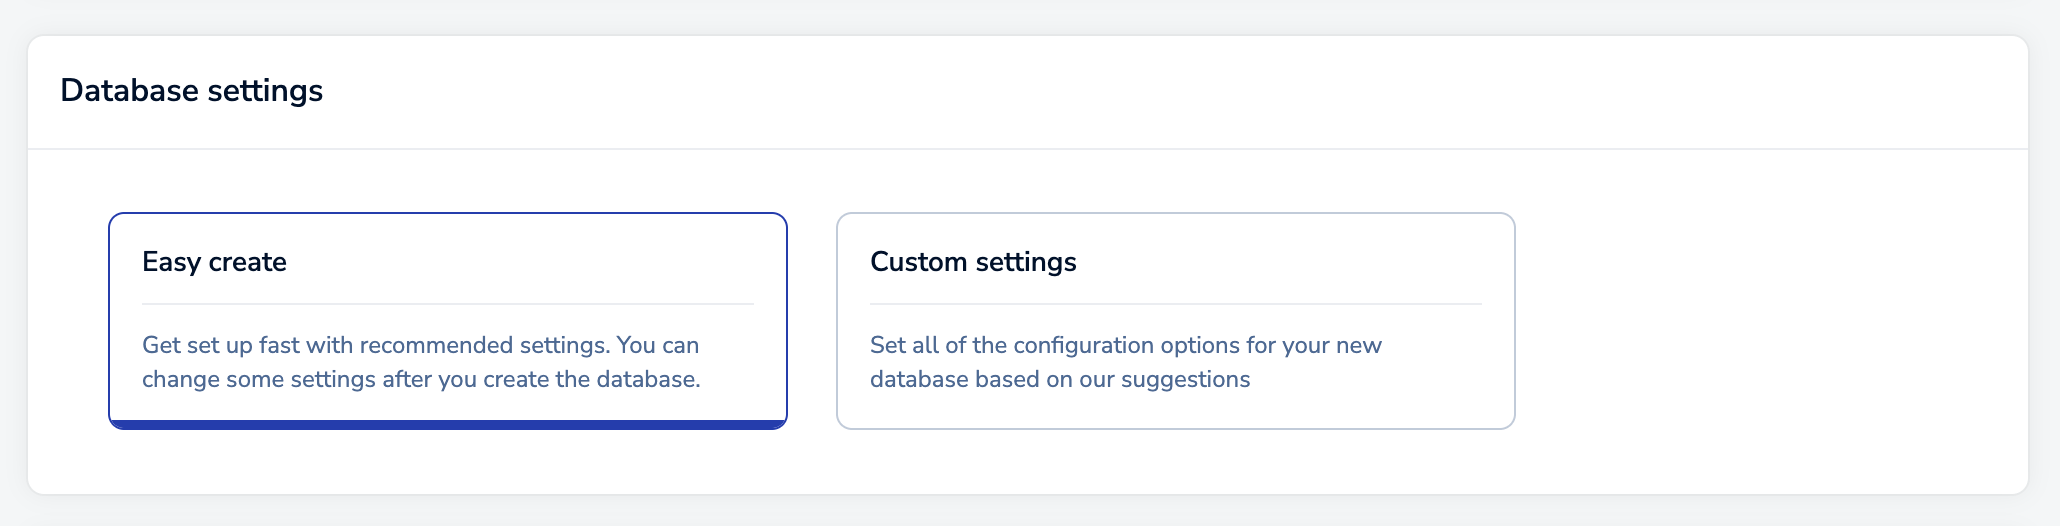 Database settings
Easy create
Get set up fast with recommended settings. You can
change some settings after you create the database.
Custom settings
Set all of the configuration options for your new
database based on our suggestions